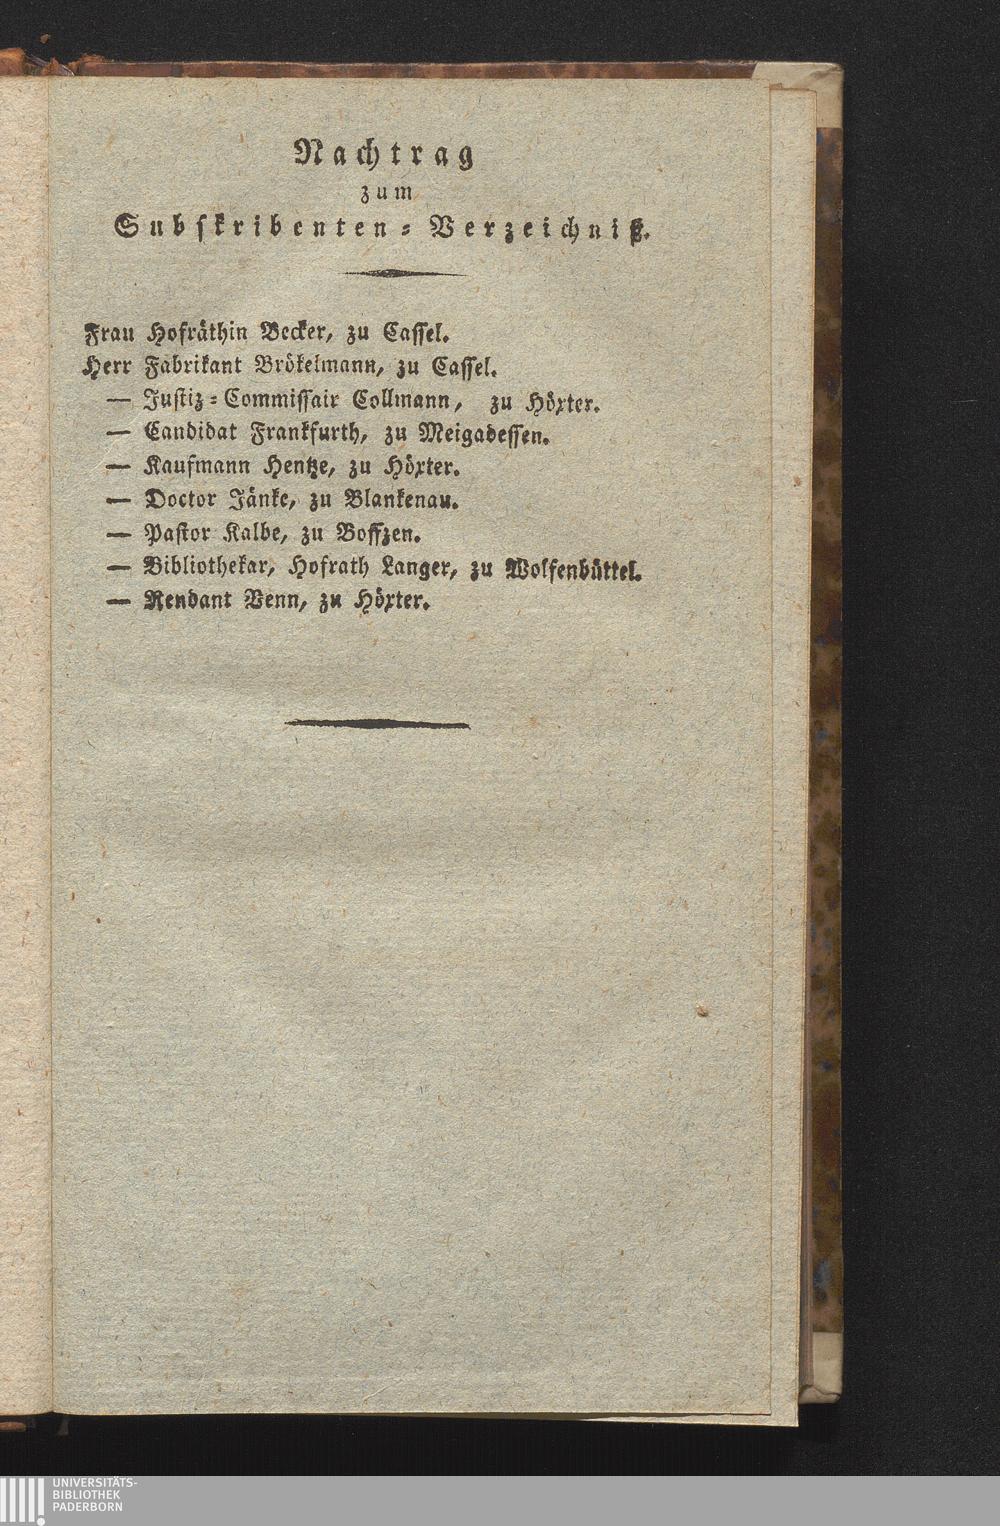 Nachtrag
zum
Subskribenten-Verzeichniß.
Frau Hofräthin Becker, zu Cassel.
Herr Fabrikant Brökelmann, zu Cassel.
— Justiz-Commissair Collmann, zu Höxter.
— Candidat Frankfurth, zu Meigadessen.
— Kaufmann Hentze, zu Höxter.
— Doctor Jänke, zu Blankenau.
— Pastor Kalbe, zu Boffzen.
— Bibliothekar, Hofrath Langer, zu Wolfenbüttel.
— Rendant Venn, zu Höxter.
UNIVERSITÄTS-
BIBLIOTHEK
PADERBORN